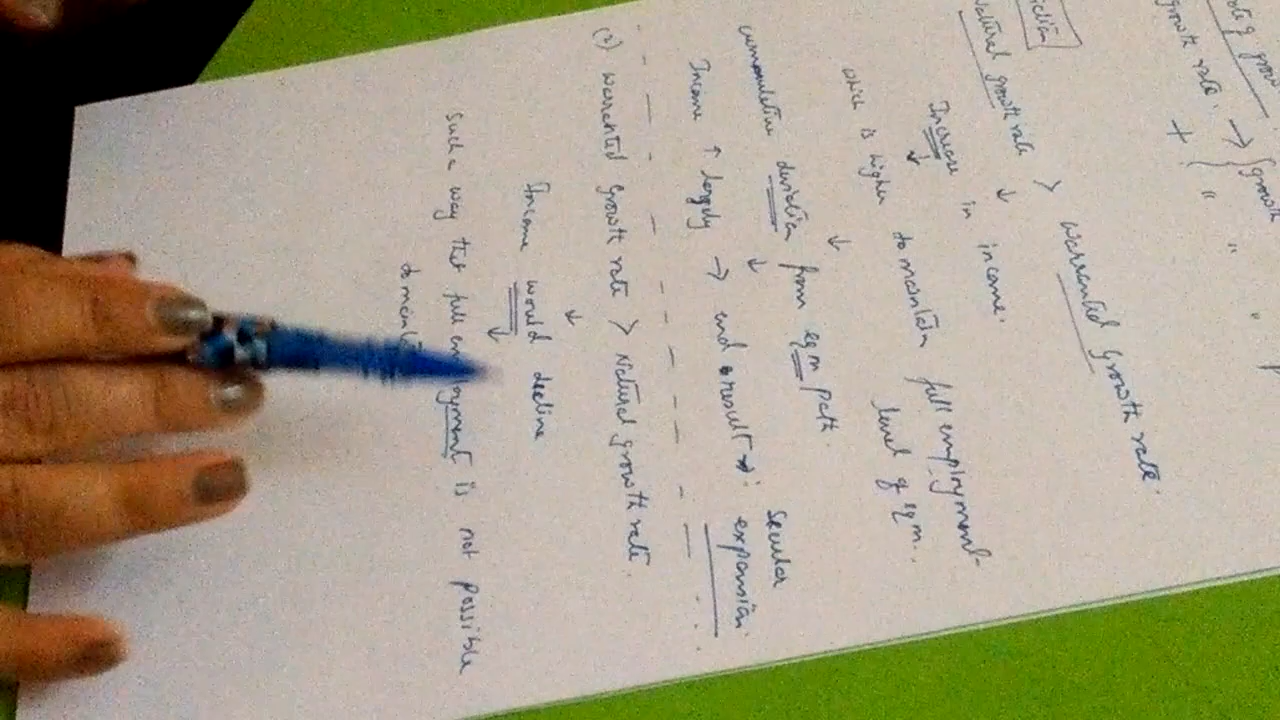 growth rate. → { growth
+ { "
Natural growth rate > Warranted growth rate.
↓
Increase in income.
↓
which is higher to maintain full employment
level of eqm.
↓
cumulative deviation from eqm path.
↓
Income ↑ largely → and result → : Secular
expansion.
(2) Warranted growth rate > Natural growth rate.
↓
Income would decline
↓
Such a way that full employment is not possible
to